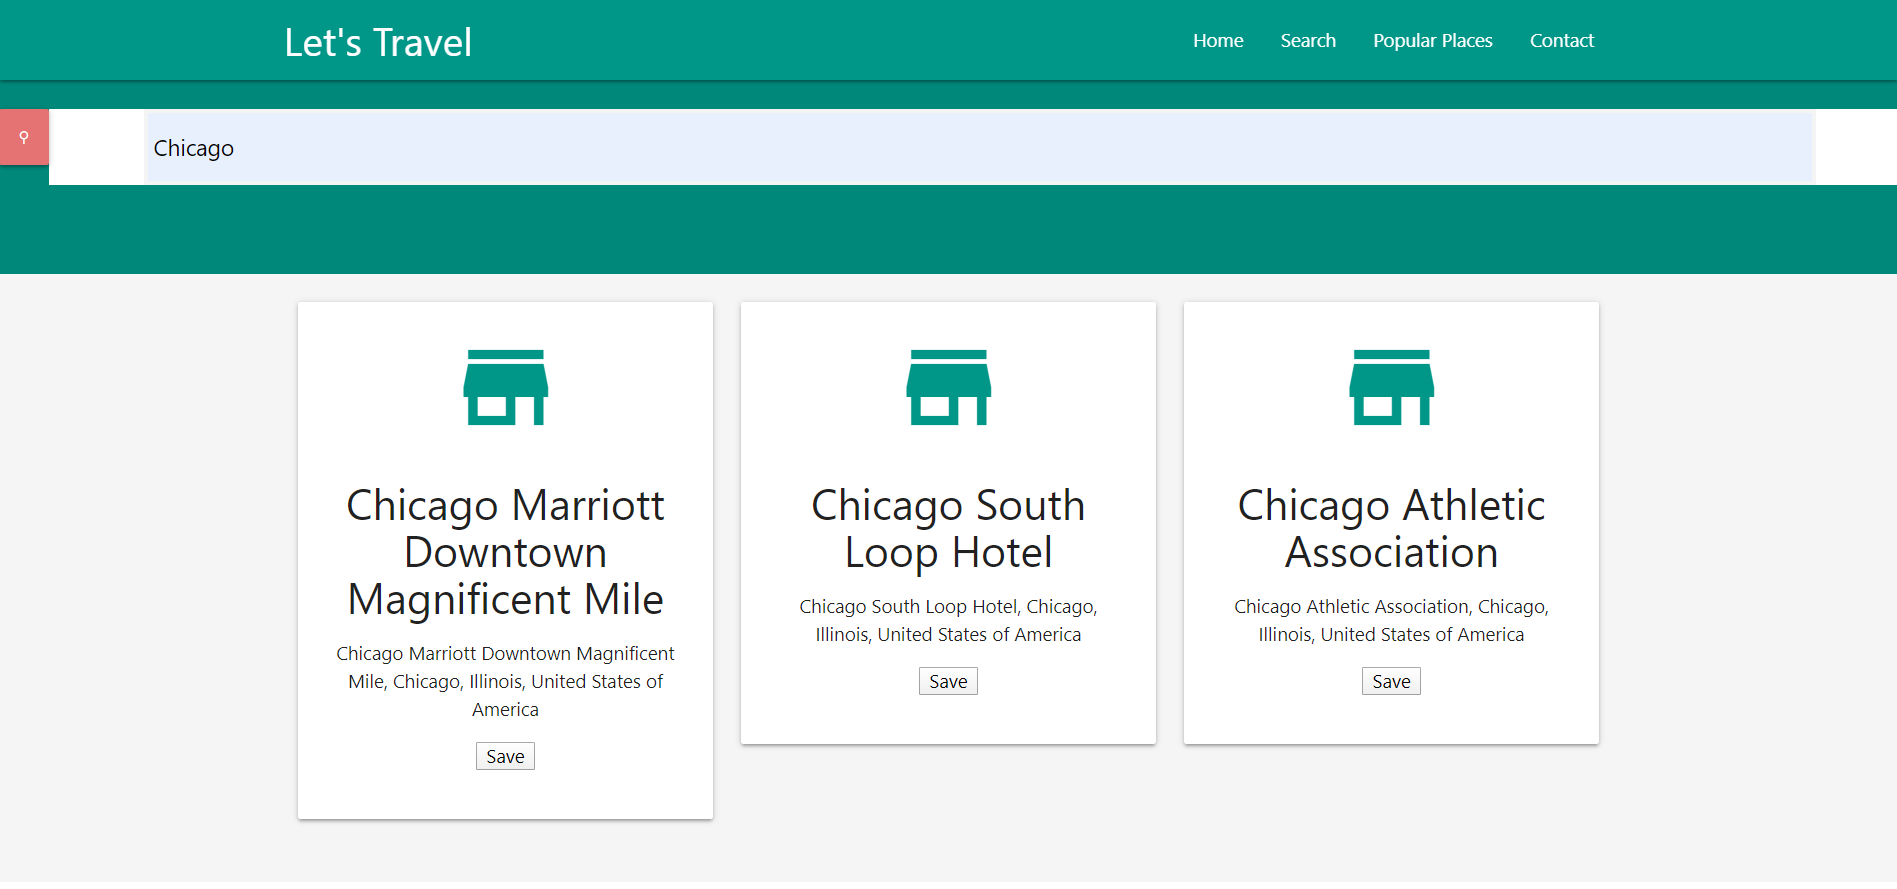 Let's Travel
Home
Search
Popular Places
Contact
Chicago
Chicago Marriott
Downtown
Magnificent Mile
Chicago Marriott Downtown Magnificent
Mile, Chicago, Illinois, United States of
America
Save
Chicago South
Loop Hotel
Chicago South Loop Hotel, Chicago,
Illinois, United States of America
Save
Chicago Athletic
Association
Chicago Athletic Association, Chicago,
Illinois, United States of America
Save